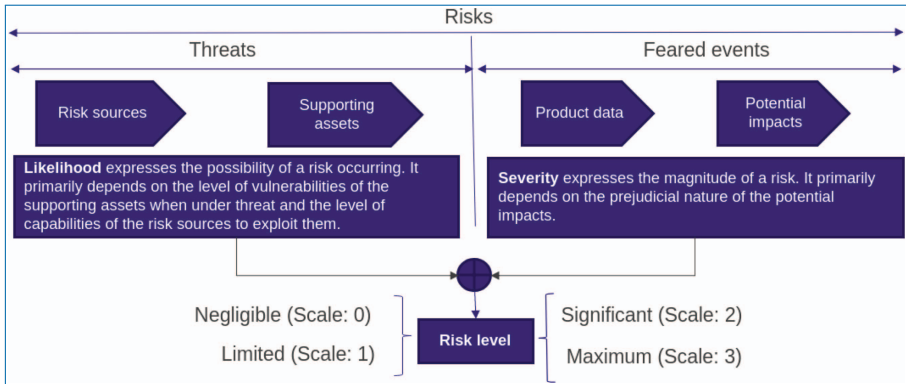 Risks
Threats
Feared events
Risk sources
Supporting
assets
Product data
Potential
impacts
Likelihood expresses the possibility of a risk occurring. It
primarily depends on the level of vulnerabilities of the
supporting assets when under threat and the level of
capabilities of the risk sources to exploit them.
Severity expresses the magnitude of a risk. It primarily
depends on the prejudicial nature of the potential
impacts.
Negligible (Scale: 0)
Limited (Scale: 1)
Risk level
Significant (Scale: 2)
Maximum (Scale: 3)